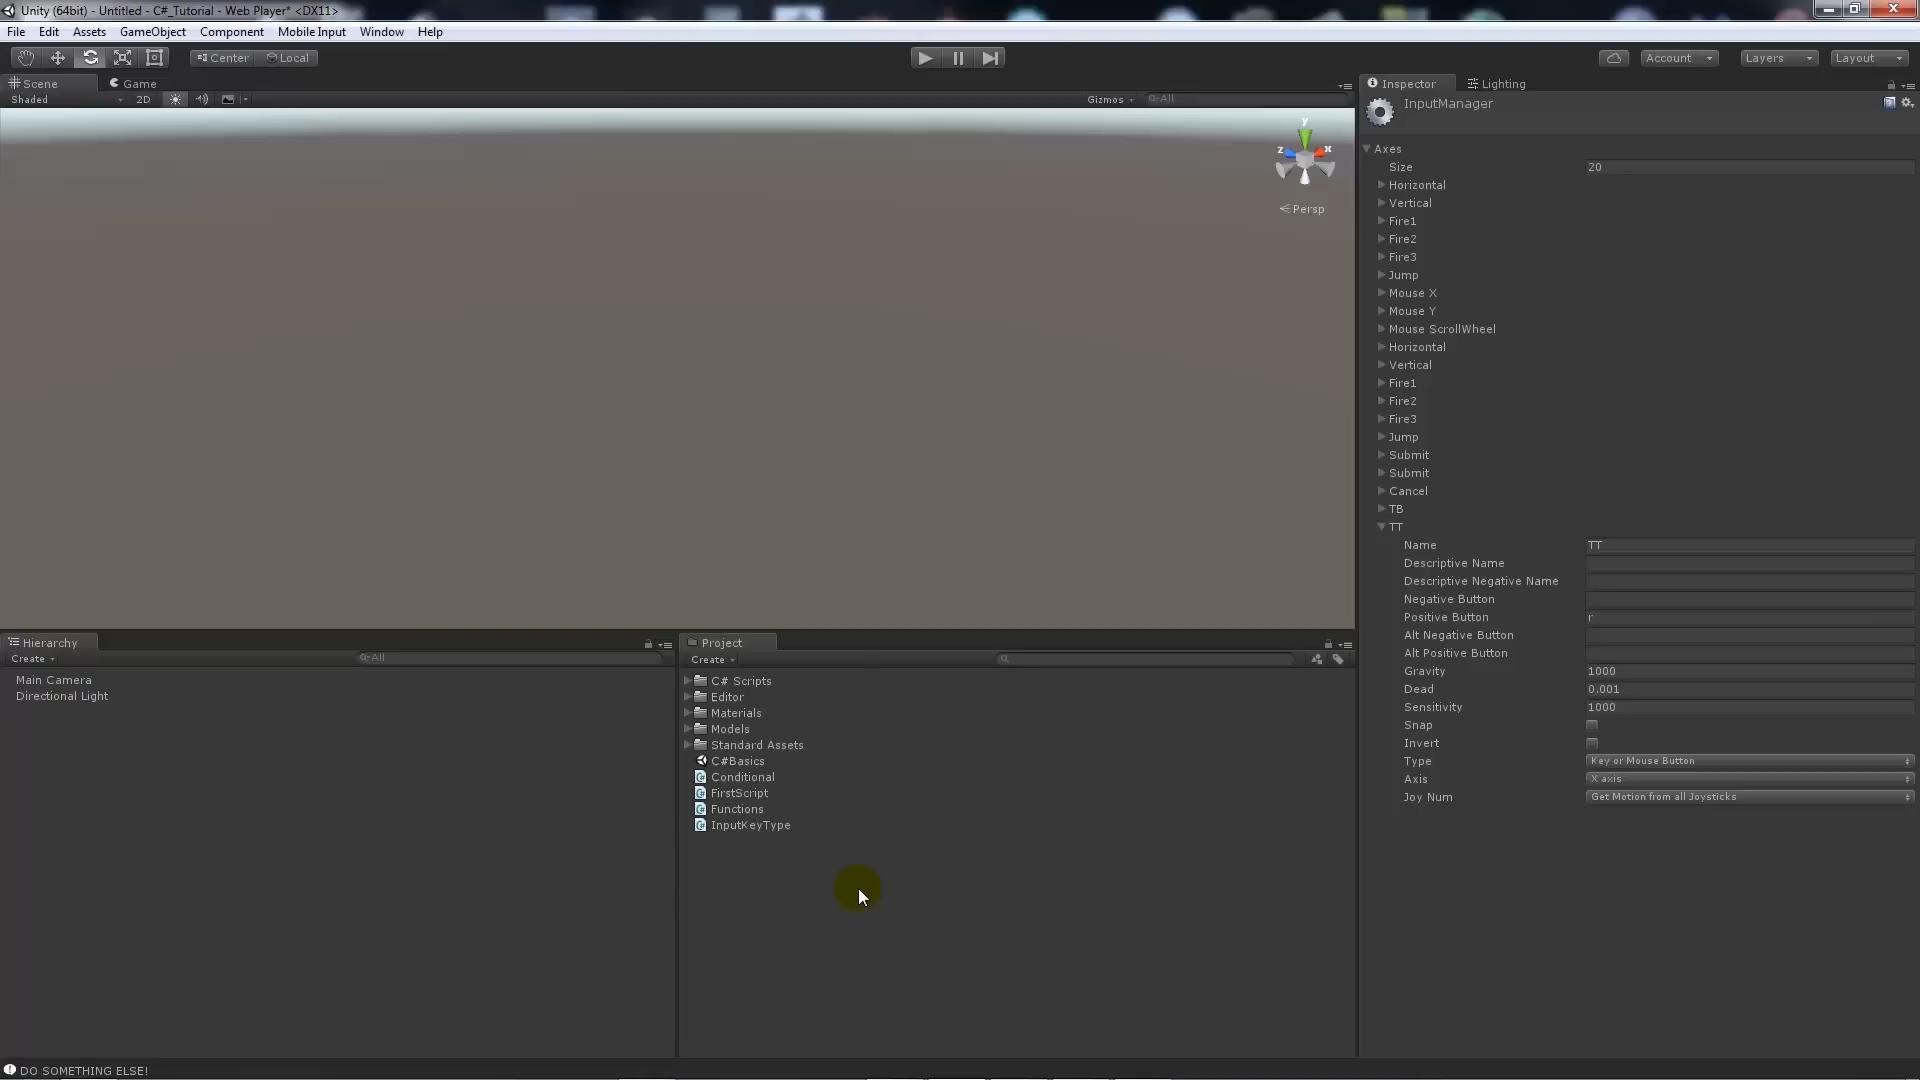 Unity (64bit) - Untitled - C#_Tutorial - Web Player* <DX11>
File Edit Assets GameObject Component Mobile Input Window Help
Center Local Account Layers Layout
Scene Game
Shaded 2D Gizmos All
y
z x
Persp
Inspector Lighting
InputManager
Axes
Size 20
Horizontal
Vertical
Fire1
Fire2
Fire3
Jump
Mouse X
Mouse Y
Mouse ScrollWheel
Horizontal
Vertical
Fire1
Fire2
Fire3
Jump
Submit
Submit
Cancel
TB
TT
Name TT
Descriptive Name
Descriptive Negative Name
Negative Button
Positive Button r
Alt Negative Button
Alt Positive Button
Gravity 1000
Dead 0.001
Sensitivity 1000
Snap
Invert
Type Key or Mouse Button
Axis X axis
Joy Num Get Motion from all Joysticks
Hierarchy
Create All
Main Camera
Directional Light
Project
Create
C# Scripts
Editor
Materials
Models
Standard Assets
C#Basics
Conditional
FirstScript
Functions
InputKeyType
DO SOMETHING ELSE!